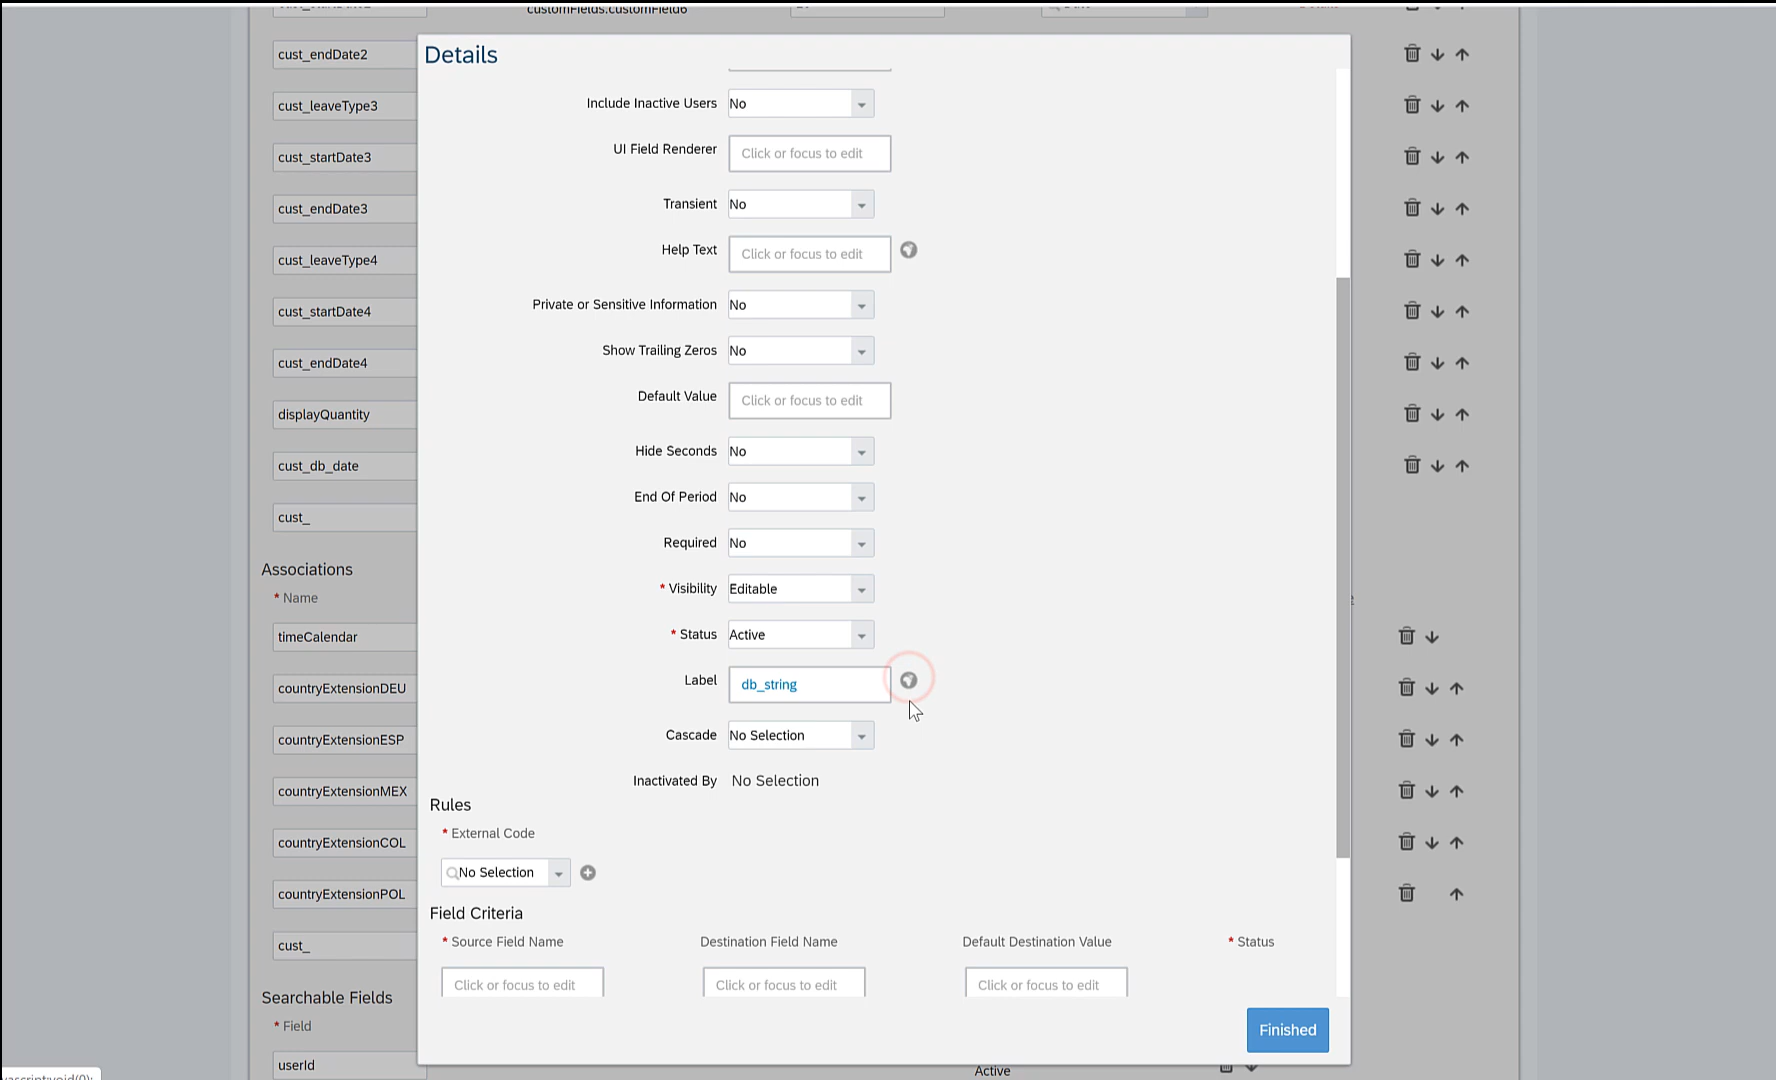 customFields.customField6
cust_endDate2
Details
cust_leaveType3
Include Inactive Users No
cust_startDate3
UI Field Renderer Click or focus to edit
cust_endDate3
Transient No
cust_leaveType4
Help Text Click or focus to edit
cust_startDate4
Private or Sensitive Information No
cust_endDate4
Show Trailing Zeros No
displayQuantity
Default Value Click or focus to edit
cust_db_date
Hide Seconds No
cust_
End Of Period No
Associations
Required No
* Name
* Visibility Editable
timeCalendar
* Status Active
countryExtensionDEU
Label db_string
countryExtensionESP
Cascade No Selection
countryExtensionMEX
Inactivated By No Selection
Rules
countryExtensionCOL
* External Code
countryExtensionPOL
No Selection
cust_
Field Criteria
* Source Field Name Destination Field Name Default Destination Value * Status
Click or focus to edit Click or focus to edit Click or focus to edit
Searchable Fields
* Field
Finished
userId
Active